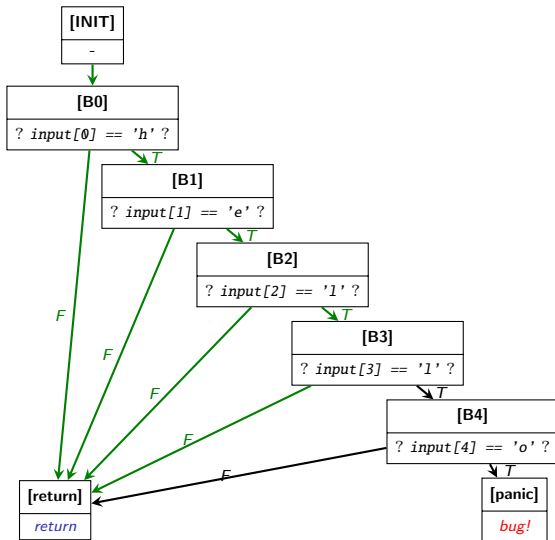 [INIT]
-
[B0]
? input[0] == 'h' ?
T
[B1]
? input[1] == 'e' ?
T
[B2]
? input[2] == 'l' ?
T
F
[B3]
F
? input[3] == 'l' ?
F
T
[B4]
F
? input[4] == 'o' ?
F
T
[return]
[panic]
return
bug!